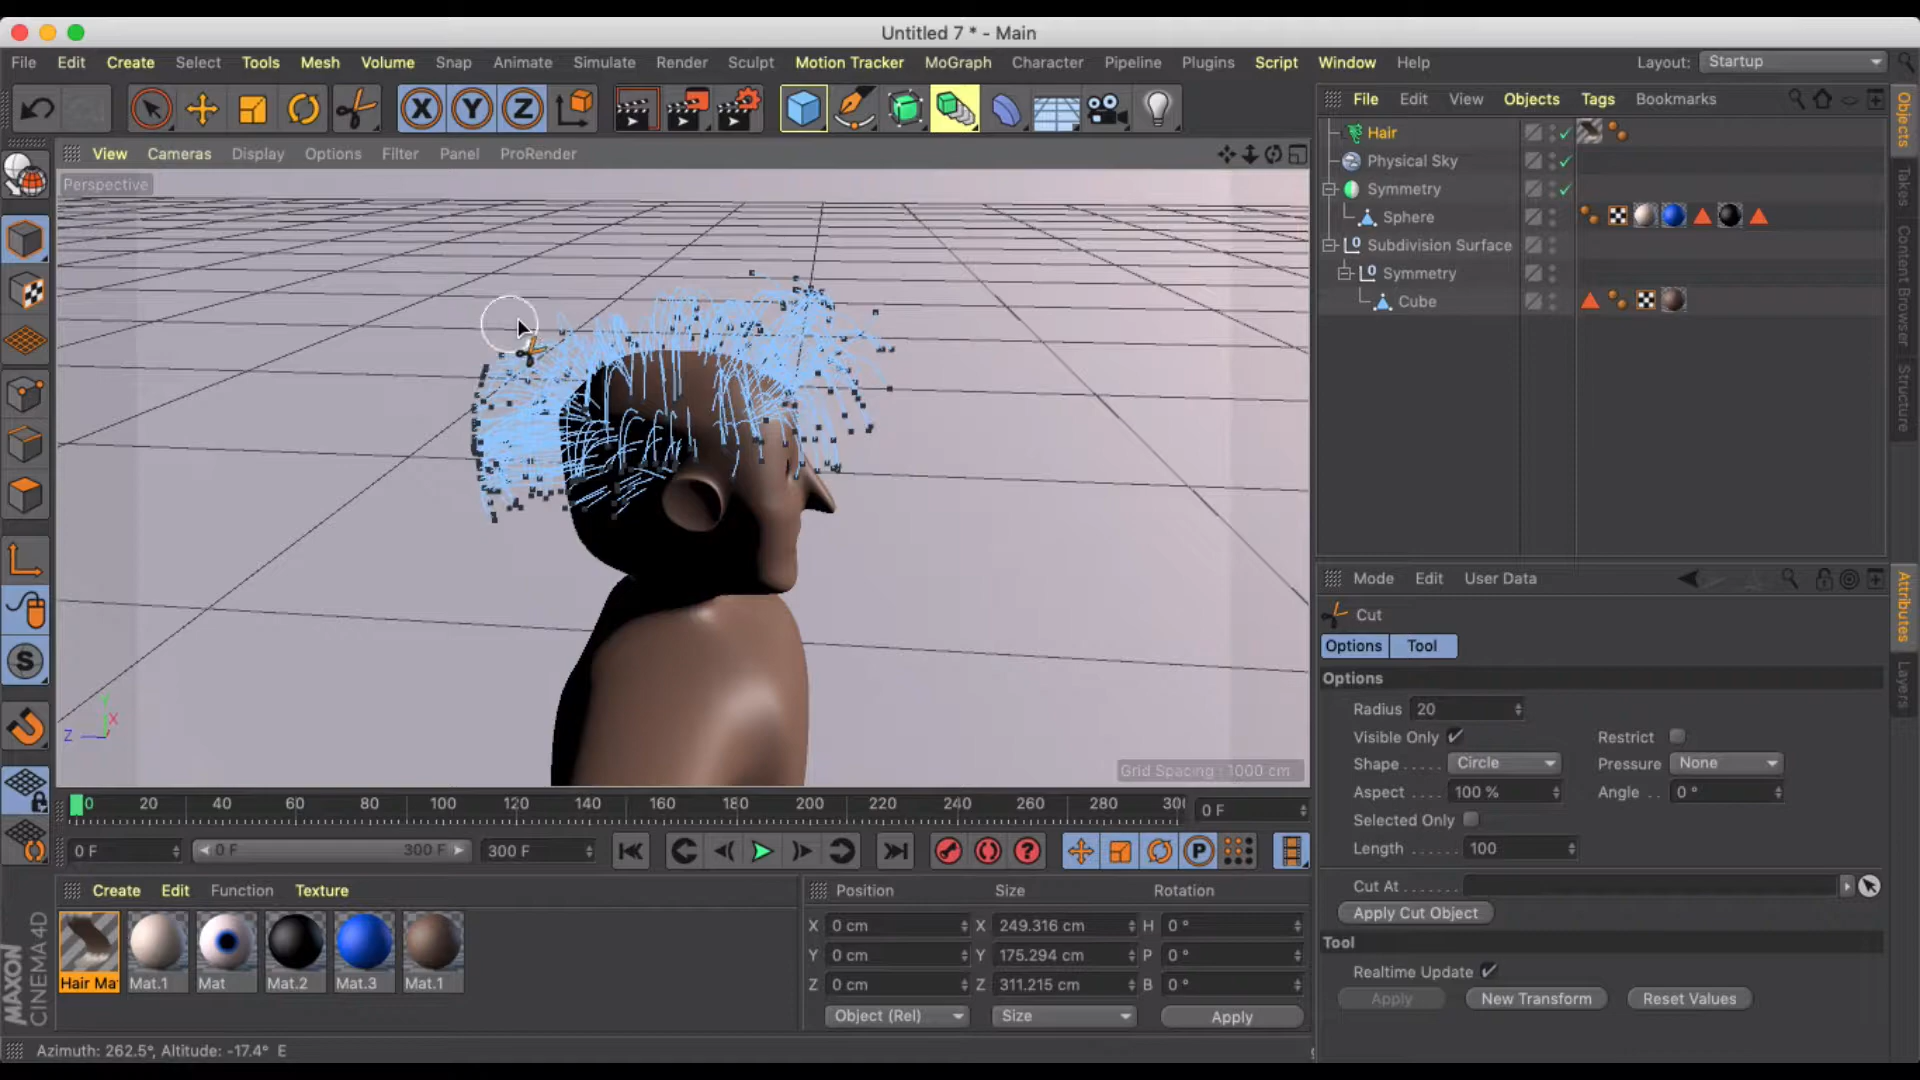 Untitled 7 * - Main
File Edit Create Select Tools Mesh Volume Snap Animate Simulate Render Sculpt Motion Tracker MoGraph Character Pipeline Plugins Script Window Help Layout: Startup
X Y Z
File Edit View Objects Tags Bookmarks
View Cameras Display Options Filter Panel ProRender
Perspective
Hair
Physical Sky
Symmetry
Sphere
Subdivision Surface
Symmetry
Cube
Objects
Takes
Content Browser
Structure
Grid Spacing : 1000 cm
Y
X
Z
S
Mode Edit User Data
Cut
Options Tool
Options
Radius 20
Visible Only Restrict
Shape ..... Circle Pressure None
Aspect .... 100 % Angle .. 0 °
Selected Only
Length ...... 100
Cut At .......
Apply Cut Object
Tool
Realtime Update
Apply New Transform Reset Values
Attributes
Layers
0 20 40 60 80 100 120 140 160 180 200 220 240 260 280 0 F
0 F 0 F 300 F 300 F
P
Create Edit Function Texture
Hair Ma Mat.1 Mat Mat.2 Mat.3 Mat.1
Position Size Rotation
X 0 cm X 249.316 cm H 0 °
Y 0 cm Y 175.294 cm P 0 °
Z 0 cm Z 311.215 cm B 0 °
Object (Rel) Size Apply
MAXON
CINEMA 4D
Azimuth: 262.5°, Altitude: -17.4° E